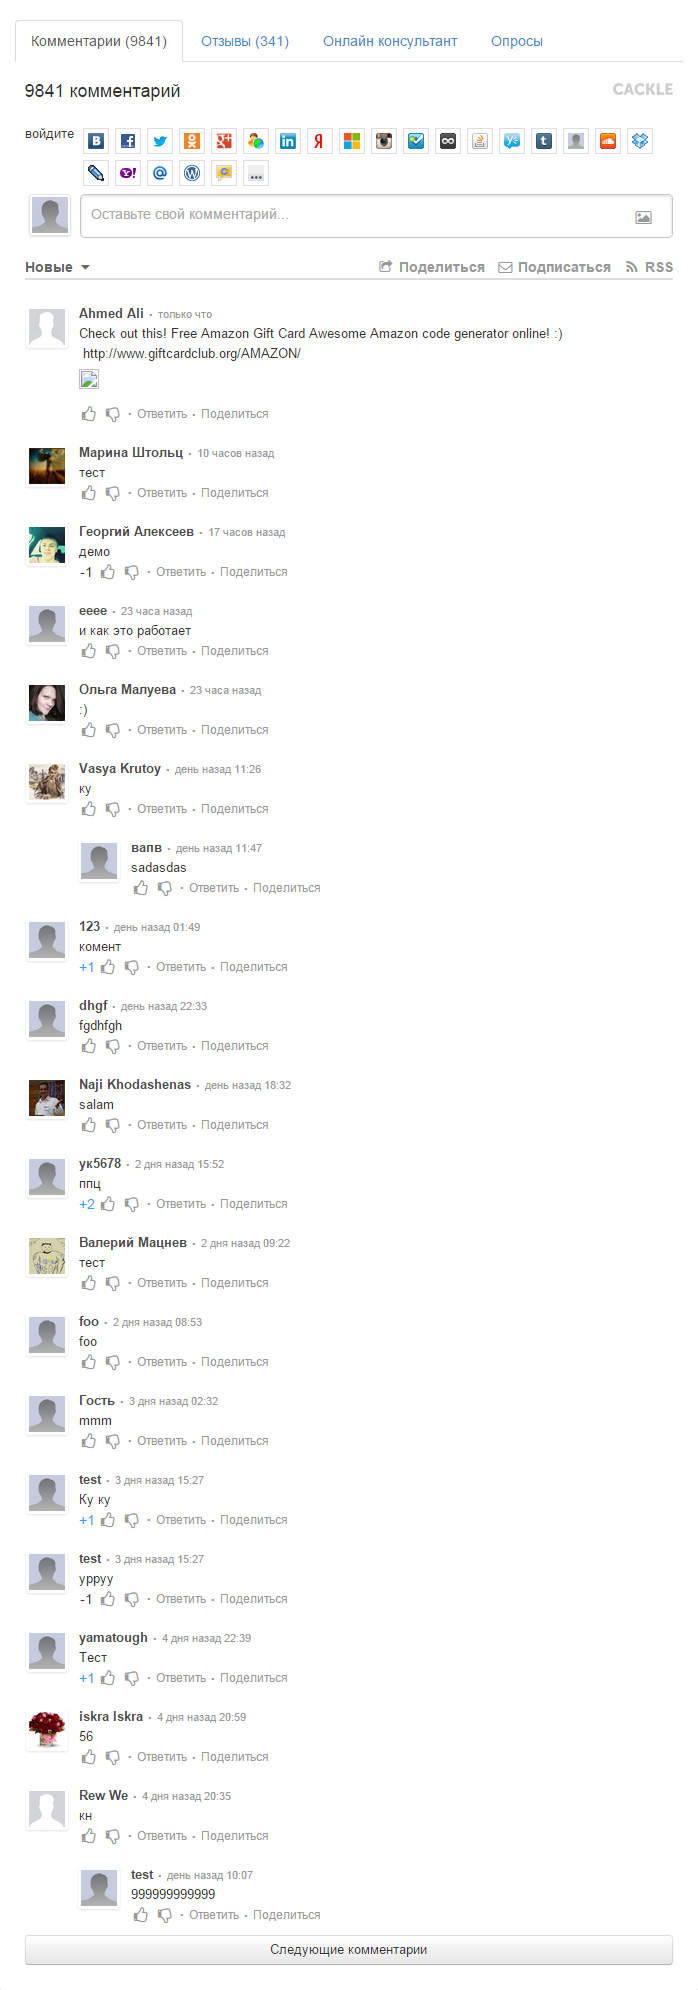 Комментарии (9841) Отзывы (341) Онлайн консультант Опросы
9841 комментарий CACKLE
войдите
Оставьте свой комментарий...
Новые Поделиться Подписаться RSS
Ahmed Ali • только что
Check out this! Free Amazon Gift Card Awesome Amazon code generator online! :)
http://www.giftcardclub.org/AMAZON/
• Ответить • Поделиться
Марина Штольц • 10 часов назад
тест
• Ответить • Поделиться
Георгий Алексеев • 17 часов назад
демо
-1 • Ответить • Поделиться
eeee • 23 часа назад
и как это работает
• Ответить • Поделиться
Ольга Малуева • 23 часа назад
:)
• Ответить • Поделиться
Vasya Krutoy • день назад 11:26
ку
• Ответить • Поделиться
вапв • день назад 11:47
sadasdas
• Ответить • Поделиться
123 • день назад 01:49
комент
+1 • Ответить • Поделиться
dhgf • день назад 22:33
fgdhfgh
• Ответить • Поделиться
Naji Khodashenas • день назад 18:32
salam
• Ответить • Поделиться
ук5678 • 2 дня назад 15:52
ппц
+2 • Ответить • Поделиться
Валерий Мацнев • 2 дня назад 09:22
тест
• Ответить • Поделиться
foo • 2 дня назад 08:53
foo
• Ответить • Поделиться
Гость • 3 дня назад 02:32
mmm
• Ответить • Поделиться
test • 3 дня назад 15:27
Ку ку
+1 • Ответить • Поделиться
test • 3 дня назад 15:27
уррууу
-1 • Ответить • Поделиться
yamatough • 4 дня назад 22:39
Тест
+1 • Ответить • Поделиться
iskra Iskra • 4 дня назад 20:59
56
• Ответить • Поделиться
Rew We • 4 дня назад 20:35
кн
• Ответить • Поделиться
test • день назад 10:07
999999999999
• Ответить • Поделиться
Следующие комментарии